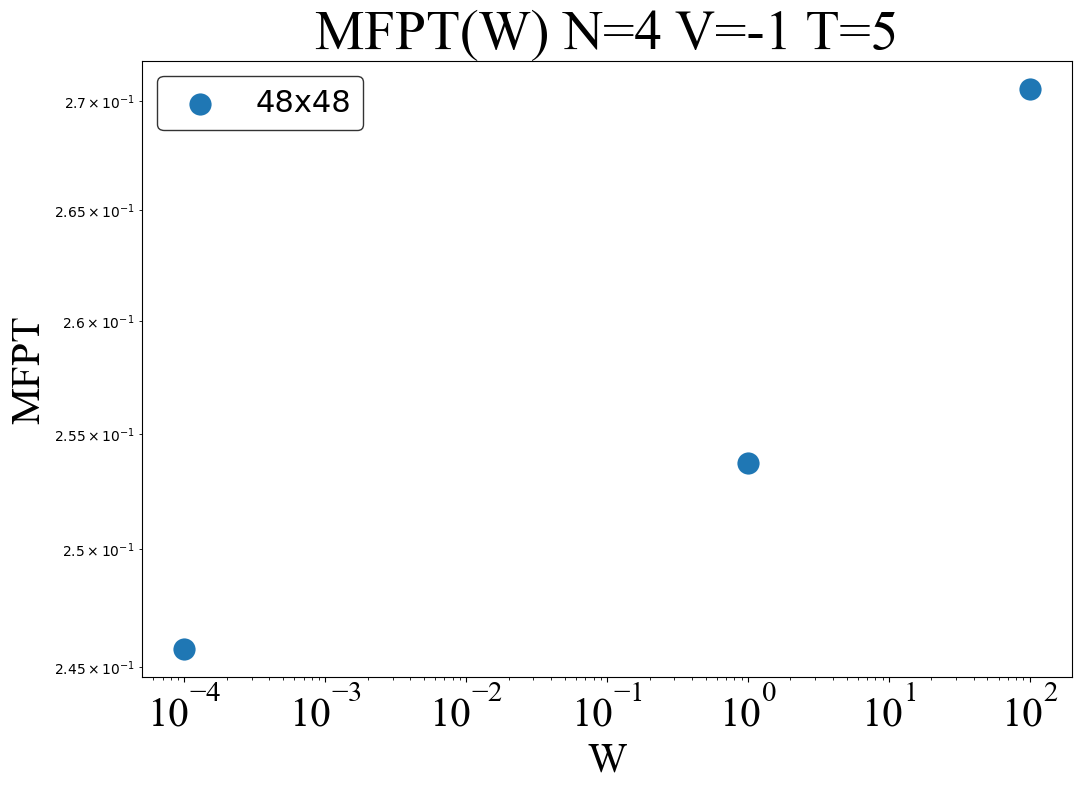 MFPT(W) N=4 V=-1 T=5
48x48
2.7 × 10⁻¹
2.65 × 10⁻¹
2.6 × 10⁻¹
2.55 × 10⁻¹
2.5 × 10⁻¹
2.45 × 10⁻¹
MFPT
10⁻⁴ 10⁻³ 10⁻² 10⁻¹ 10⁰ 10¹ 10²
W